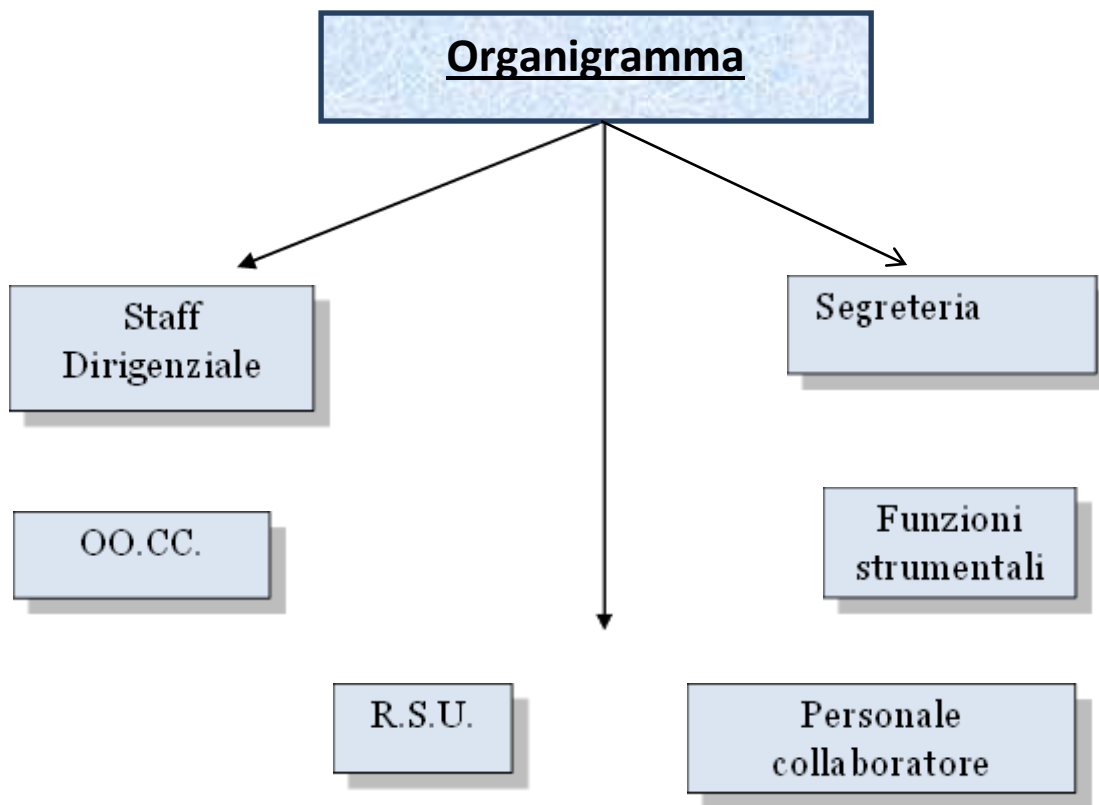 Organigramma
Staff
Dirigenziale
Segreteria
OO.CC.
Funzioni
strumentali
R.S.U.
Personale
collaboratore